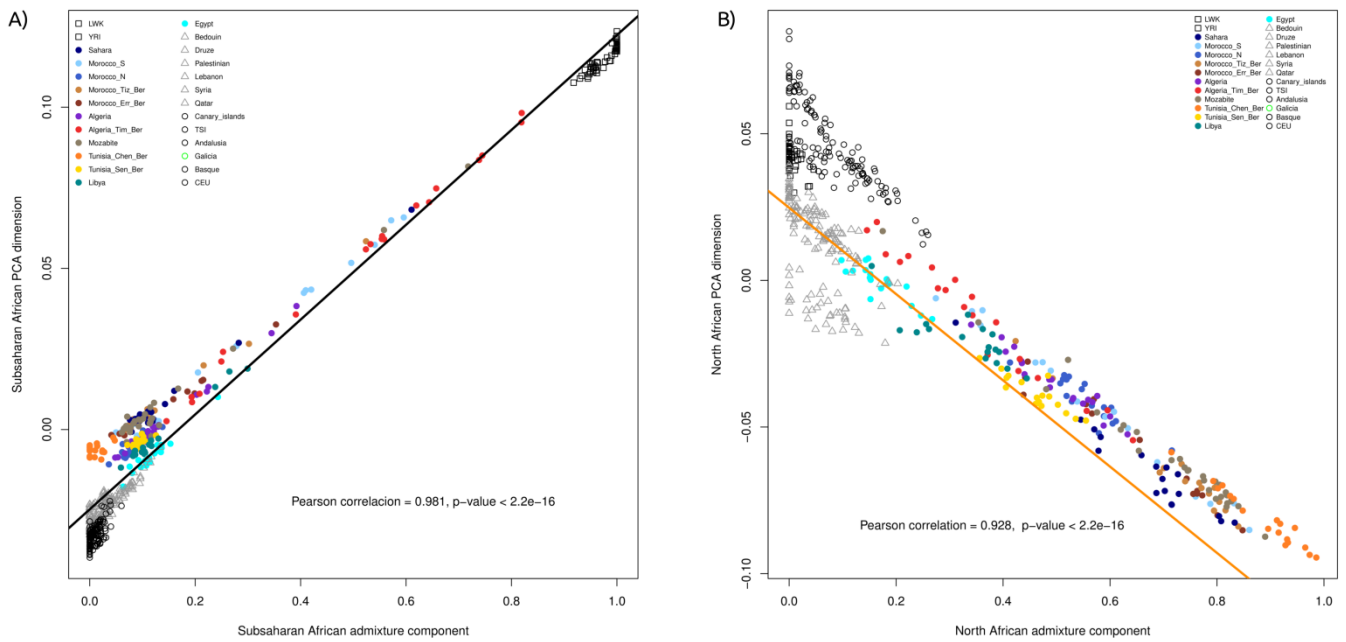 A)
LWK
YRI
Sahara
Morocco_S
Morocco_N
Morocco_Tiz_Ber
Morocco_Err_Ber
Algeria
Algeria_Tim_Ber
Mozabite
Tunisia_Chen_Ber
Tunisia_Sen_Ber
Libya
Egypt
Bedouin
Druze
Palestinian
Lebanon
Syria
Qatar
Canary_islands
TSI
Andalusia
Galicia
Basque
CEU
Subsaharan African PCA dimension
0.10
0.05
0.00
Pearson correlacion = 0.981, p−value < 2.2e−16
0.0 0.2 0.4 0.6 0.8 1.0
Subsaharan African admixture component
B)
LWK
YRI
Sahara
Morocco_S
Morocco_N
Morocco_Tiz_Ber
Morocco_Err_Ber
Algeria
Algeria_Tim_Ber
Mozabite
Tunisia_Chen_Ber
Tunisia_Sen_Ber
Libya
Egypt
Bedouin
Druze
Palestinian
Lebanon
Syria
Qatar
Canary_islands
TSI
Andalusia
Galicia
Basque
CEU
North African PCA dimension
0.05
0.00
−0.05
−0.10
Pearson correlation = 0.928, p−value < 2.2e−16
0.0 0.2 0.4 0.6 0.8 1.0
North African admixture component